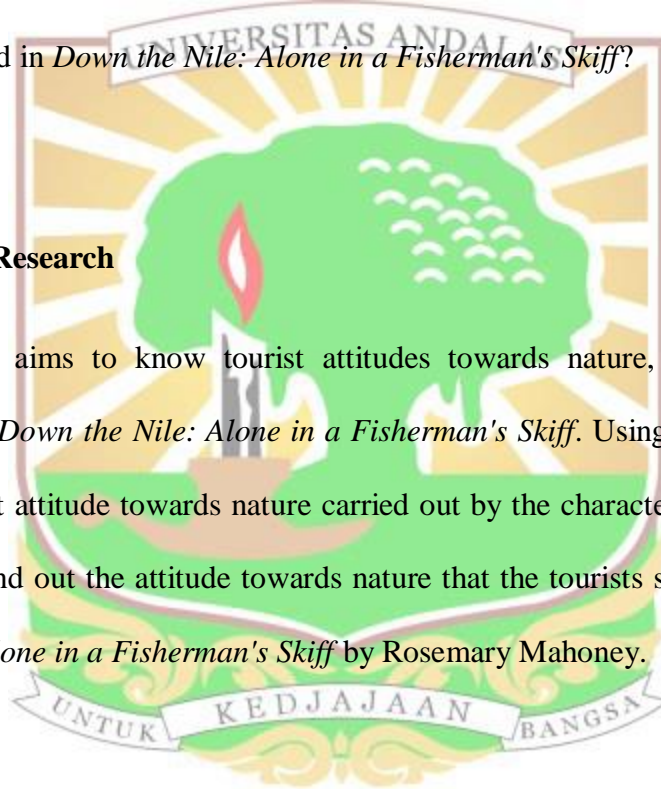 UNIVERSITAS ANDALAS
d in Down the Nile: Alone in a Fisherman's Skiff?
Research
aims to know tourist attitudes towards nature,
Down the Nile: Alone in a Fisherman's Skiff. Using
t attitude towards nature carried out by the characte
nd out the attitude towards nature that the tourists s
one in a Fisherman's Skiff by Rosemary Mahoney.
UNTUK KEDJAJAAN BANGSA